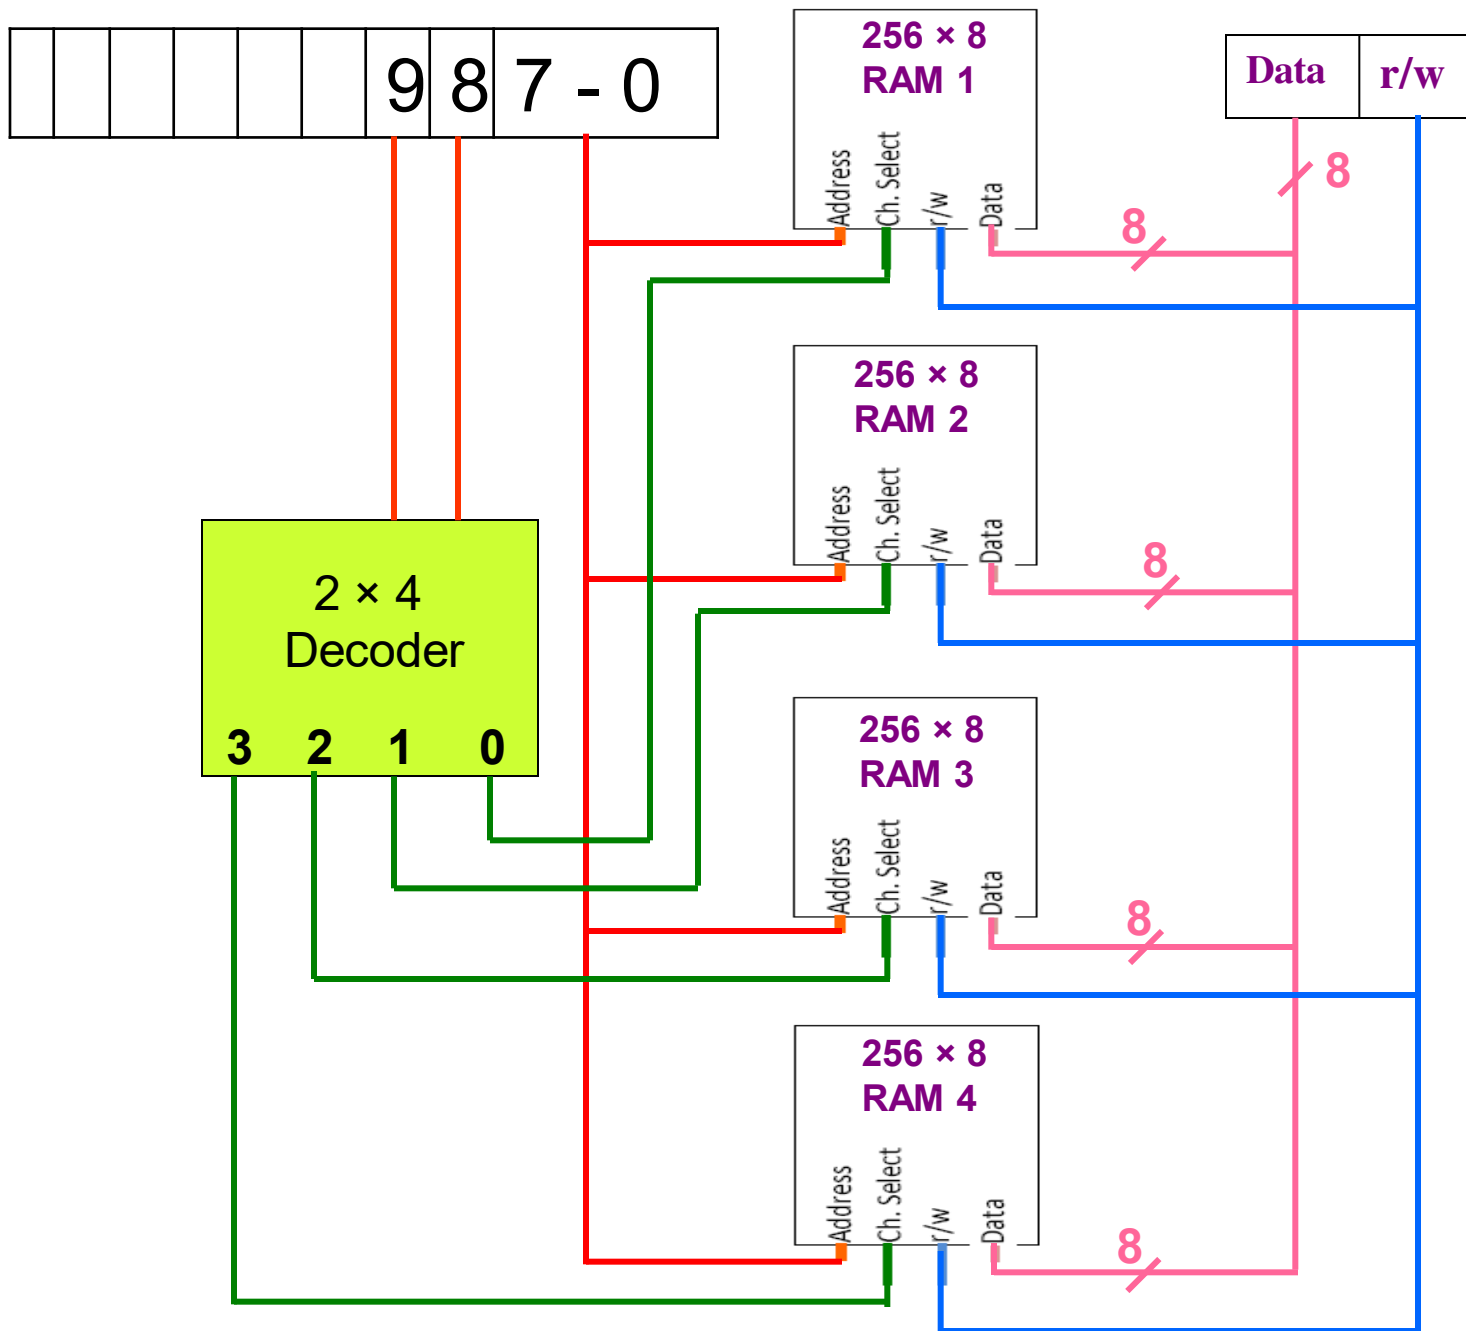 9 8 7 - 0
256 × 8
RAM 1
Address
Ch. Select
r/w
Data
Data r/w
8
8
256 × 8
RAM 2
Address
Ch. Select
r/w
Data
8
2 × 4
Decoder
3 2 1 0
256 × 8
RAM 3
Address
Ch. Select
r/w
Data
8
256 × 8
RAM 4
Address
Ch. Select
r/w
Data
8